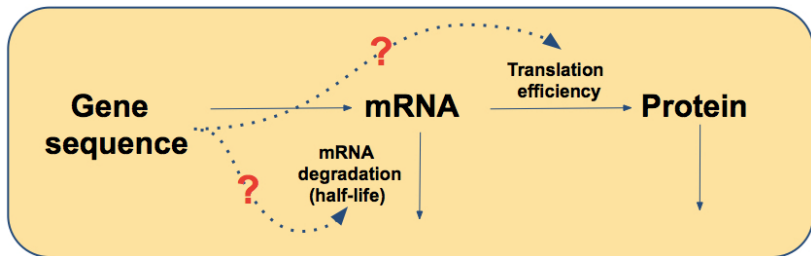 ?
Translation
efficiency
Gene
sequence
mRNA
Protein
mRNA
degradation
(half-life)
?